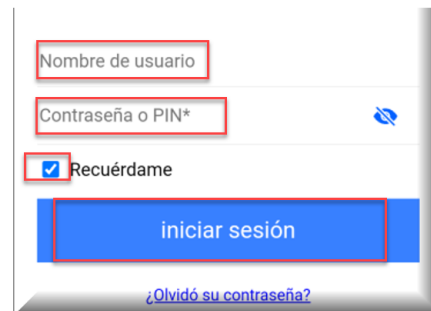 Nombre de usuario
Contraseña o PIN*
Recuérdame
iniciar sesión
¿Olvidó su contraseña?